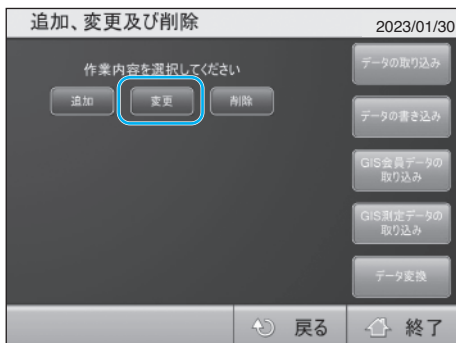 追加、変更及び削除
2023/01/30
作業内容を選択してください
追加
変更
削除
データの取り込み
データの書き込み
GIS会員データの
取り込み
GIS測定データの
取り込み
データ変換
戻る
終了